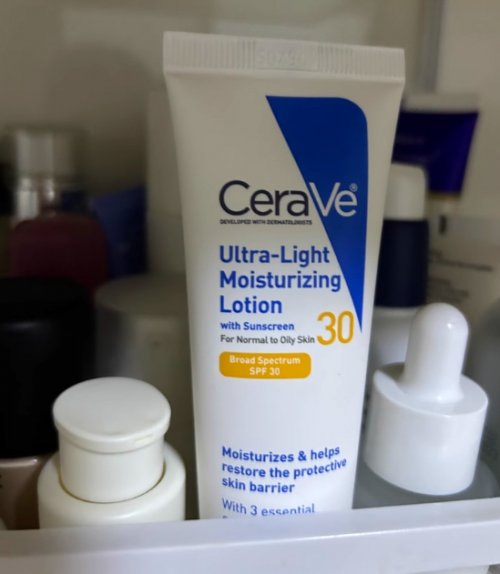 CeraVe®
DEVELOPED WITH DERMATOLOGISTS
Ultra-Light
Moisturizing
Lotion
with Sunscreen
For Normal to Oily Skin
30
Broad Spectrum
SPF 30
Moisturizes & helps
restore the protective
skin barrier
With 3 essential